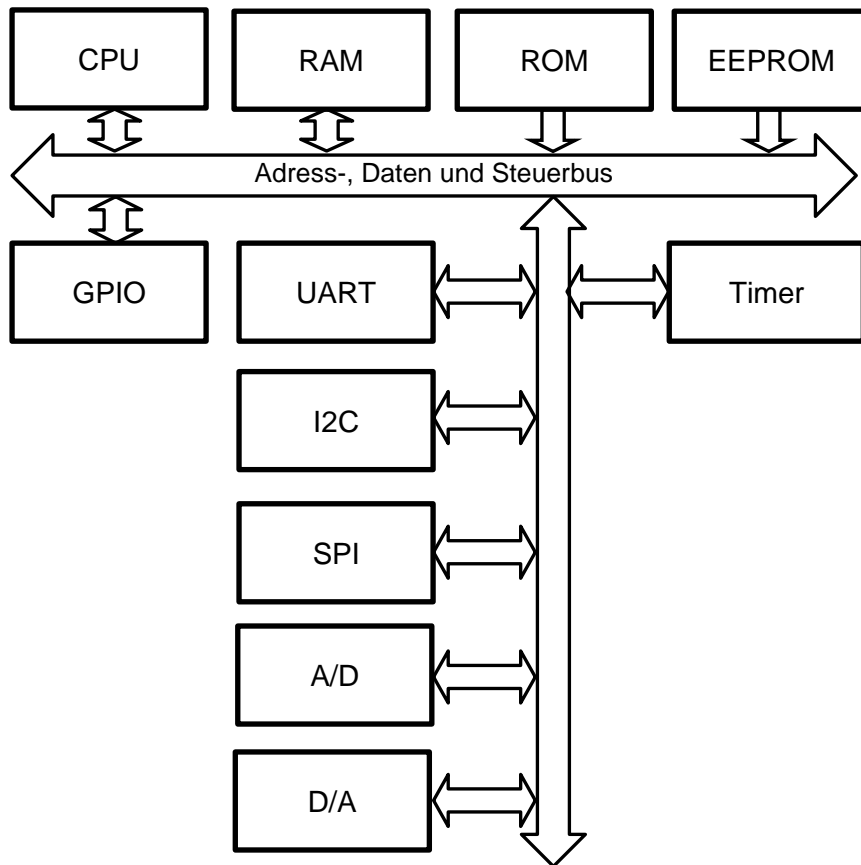 CPU
RAM
ROM
EEPROM
Adress-, Daten und Steuerbus
GPIO
UART
Timer
I2C
SPI
A/D
D/A